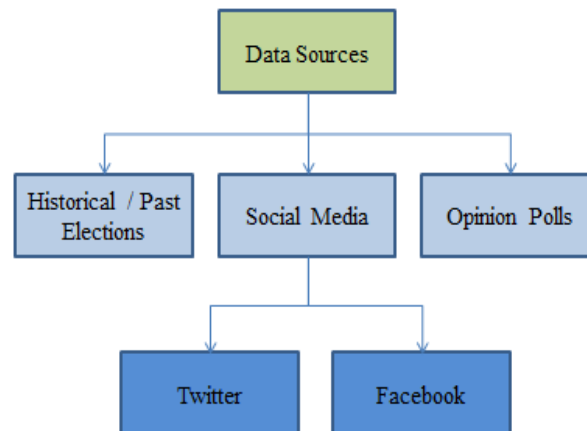 Data Sources
Historical / Past
Elections
Social Media
Opinion Polls
Twitter
Facebook